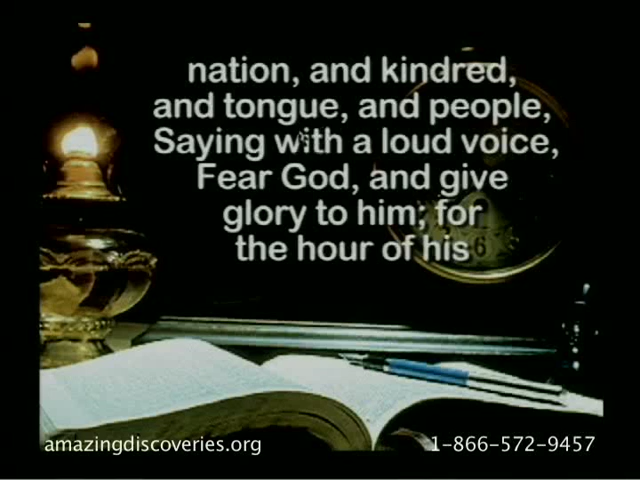 nation, and kindred,
and tongue, and people,
Saying with a loud voice,
Fear God, and give
glory to him; for
the hour of his
amazingdiscoveries.org
1-866-572-9457